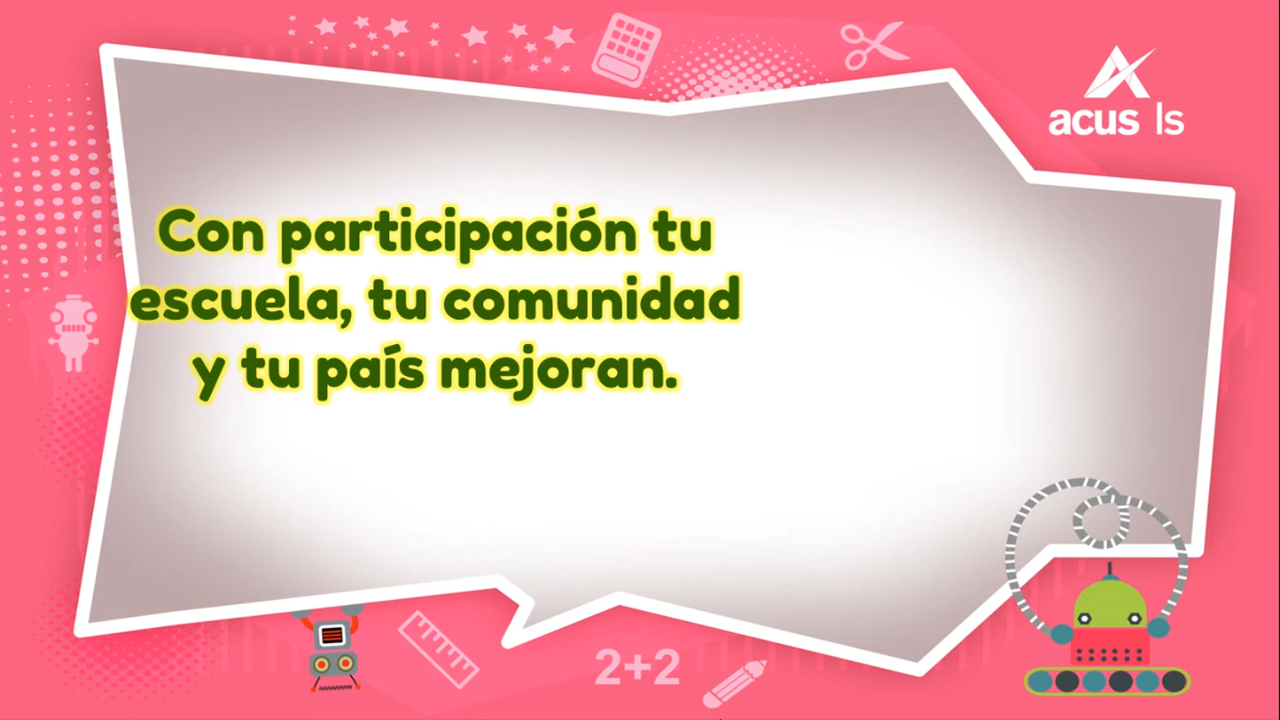 acus ls
Con participación tu
escuela, tu comunidad
y tu país mejoran.
2+2